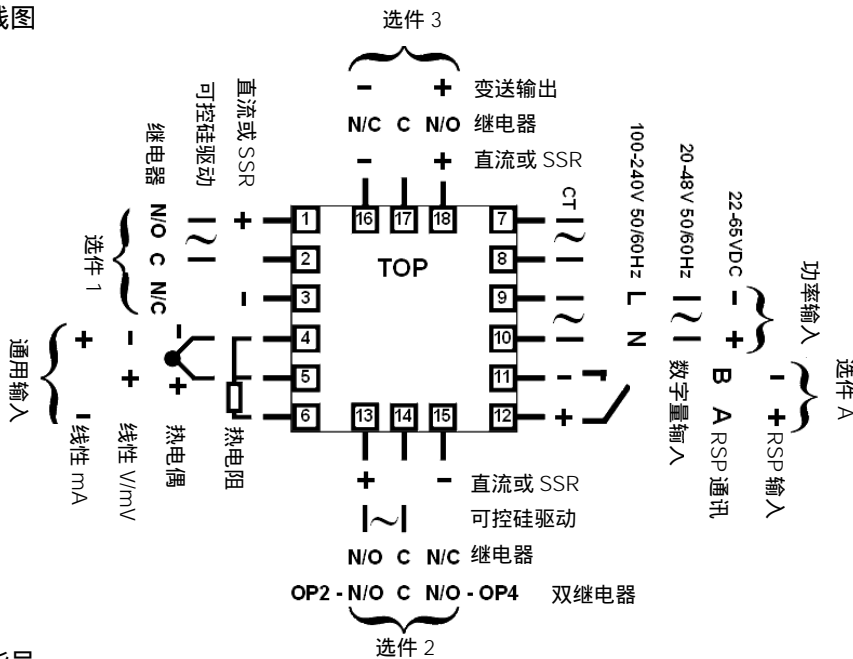 线图
选件 3
- + 变送输出
N/C C N/O 继电器
- + 直流或 SSR
继电器 N/O C N/C
可控硅驱动
直流或 SSR + -
选件 1
1
2
3
4
5
6
16 17 18
TOP
13 14 15
7
8
9
10
11
12
CT
100-240V 50/60Hz L N
20-48V 50/60Hz
22-65VDC - +
功率输入
数字量输入
- +
B A RSP 通讯
- + RSP 输入
选件 A
通用输入
+ - 线性 mA
- + 线性 V/mV
- + 热电偶
热电阻
+ - 直流或 SSR
可控硅驱动
N/O C N/C 继电器
OP2 - N/O C N/O - OP4 双继电器
选件 2